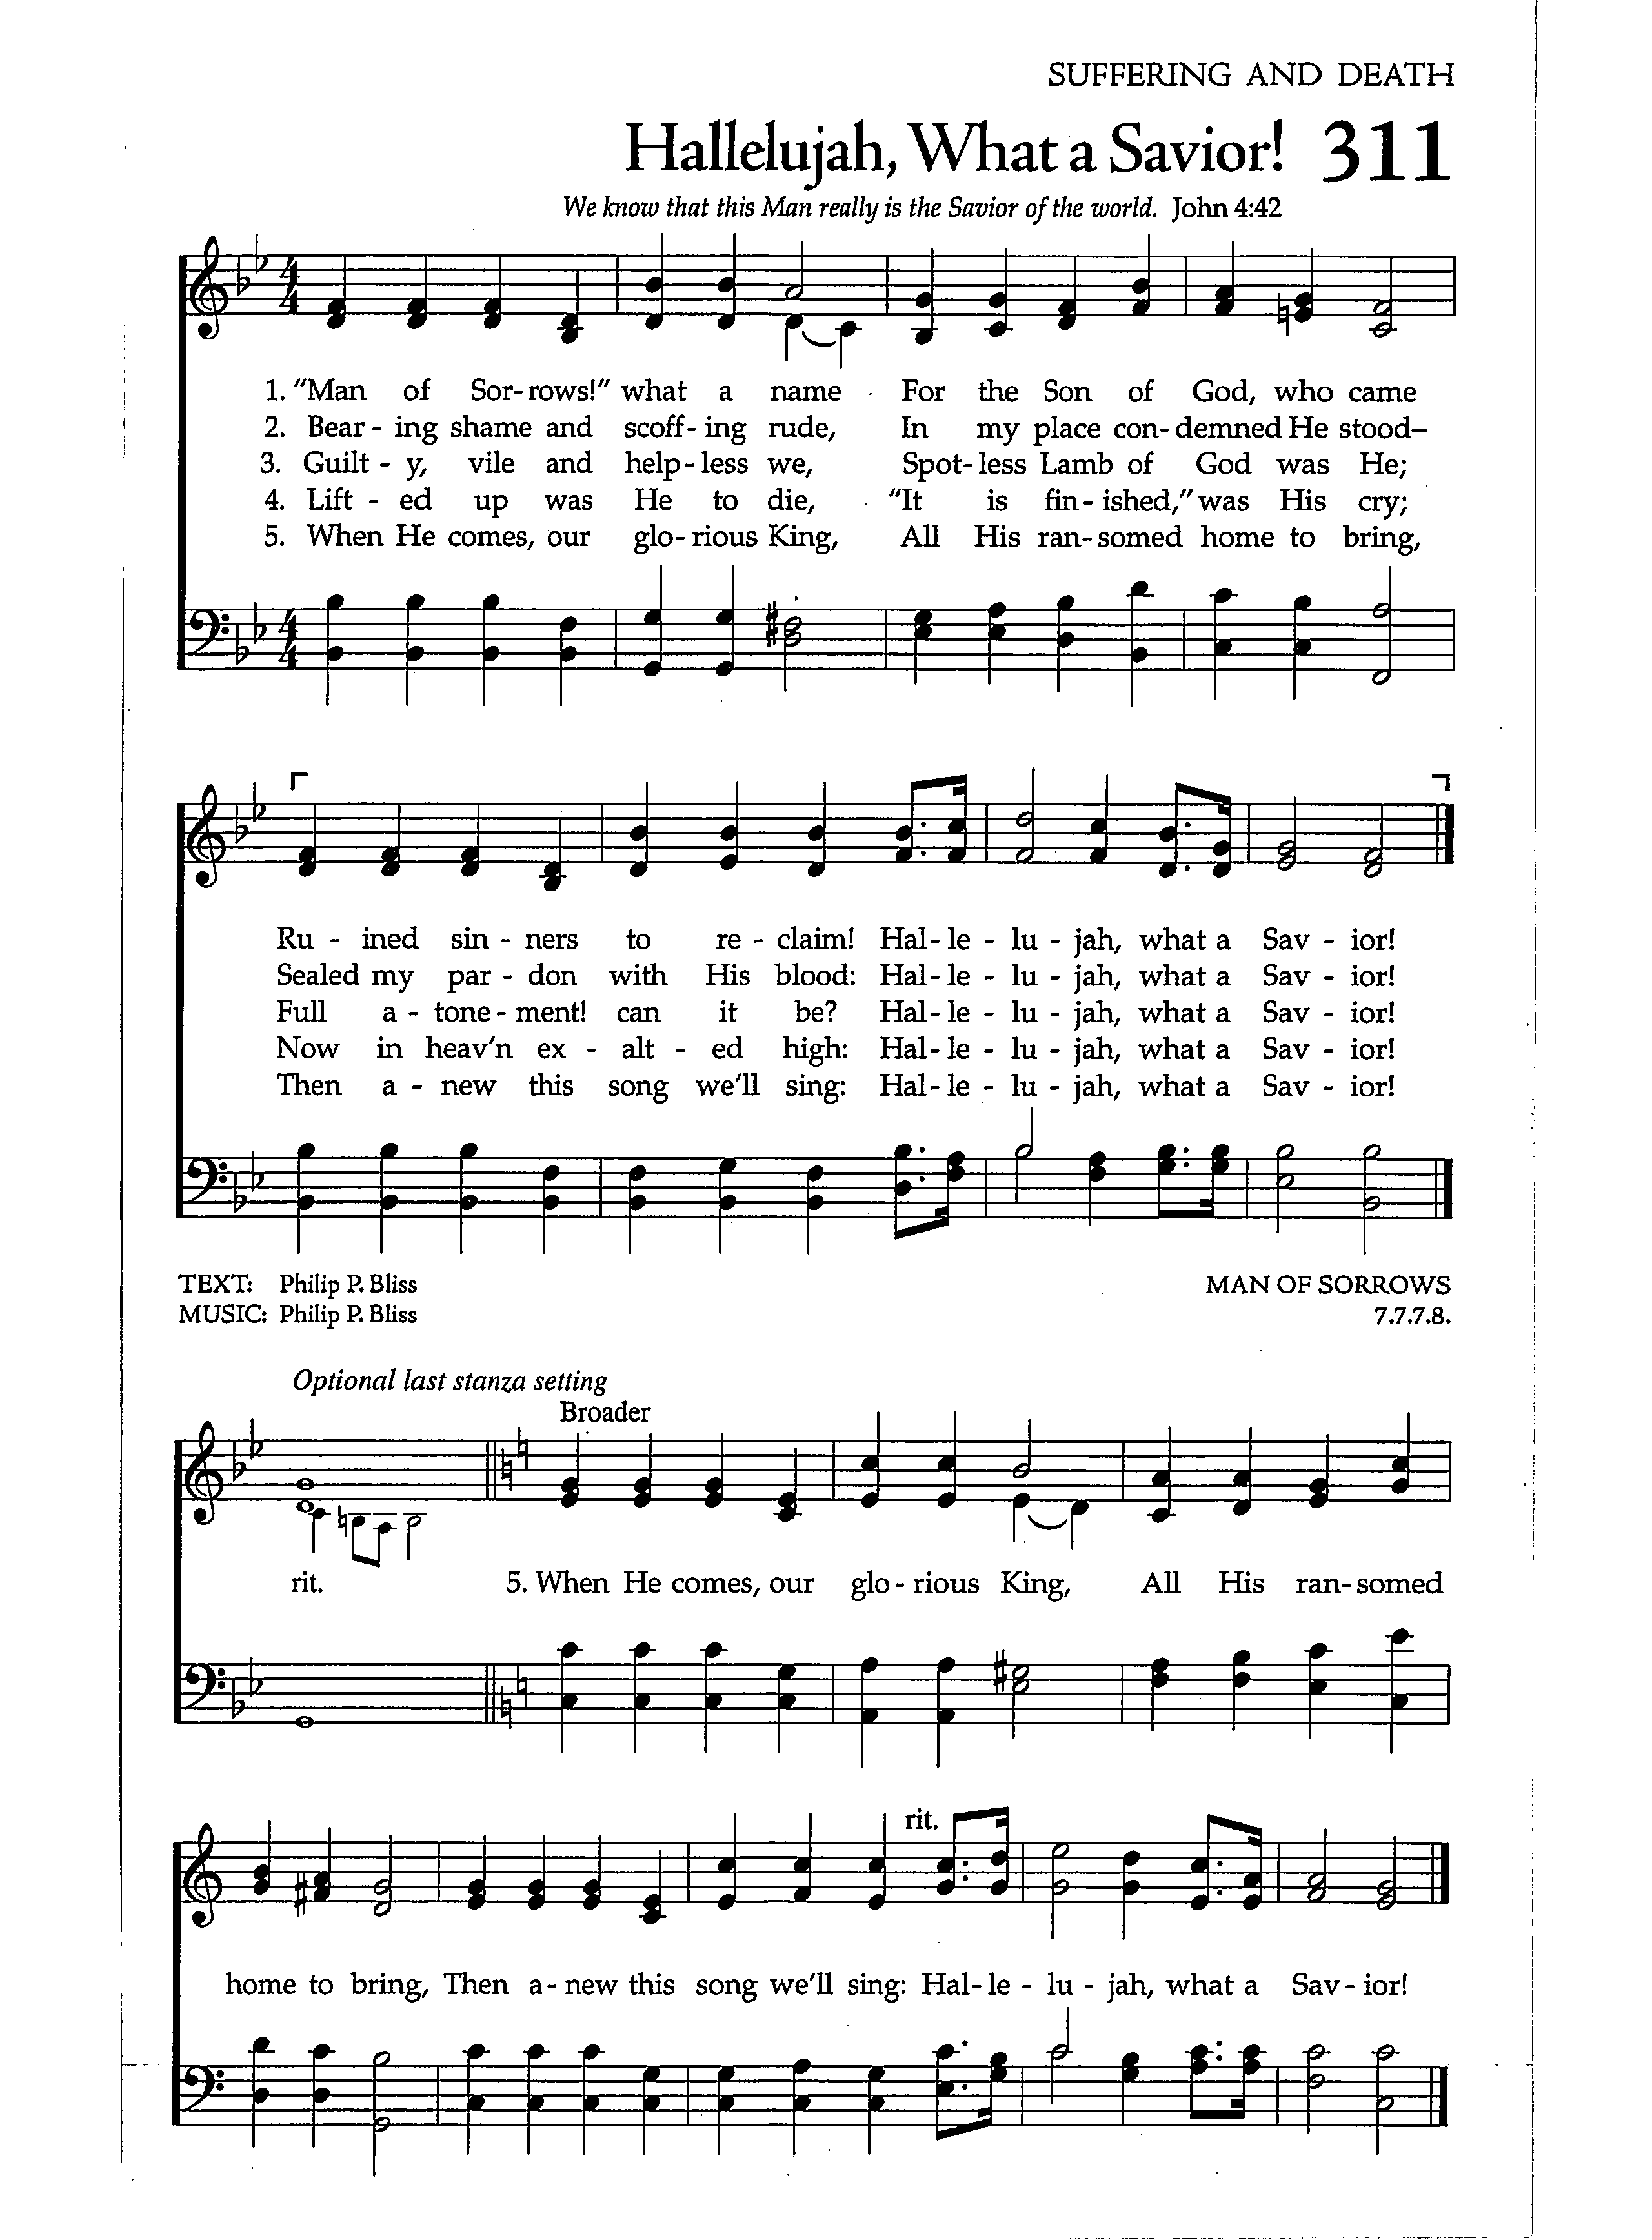 SUFFERING AND DEATH
Hallelujah, What a Savior! 311
We know that this Man really is the Savior of the world. John 4:42
1. "Man of Sor-rows!" what a name For the Son of God, who came
2. Bear - ing shame and scoff - ing rude, In my place con - demned He stood–
3. Guilt - y, vile and help - less we, Spot - less Lamb of God was He;
4. Lift - ed up was He to die, "It is fin - ished," was His cry;
5. When He comes, our glo - rious King, All His ran - somed home to bring,
Ru - ined sin - ners to re - claim! Hal - le - lu - jah, what a Sav - ior!
Sealed my par - don with His blood: Hal - le - lu - jah, what a Sav - ior!
Full a - tone - ment! can it be? Hal - le - lu - jah, what a Sav - ior!
Now in heav'n ex - alt - ed high: Hal - le - lu - jah, what a Sav - ior!
Then a - new this song we'll sing: Hal - le - lu - jah, what a Sav - ior!
TEXT: Philip P. Bliss MAN OF SORROWS
MUSIC: Philip P. Bliss 7.7.7.8.
Optional last stanza setting
Broader
rit. 5. When He comes, our glo - rious King, All His ran - somed
rit.
home to bring, Then a - new this song we'll sing: Hal - le - lu - jah, what a Sav - ior!